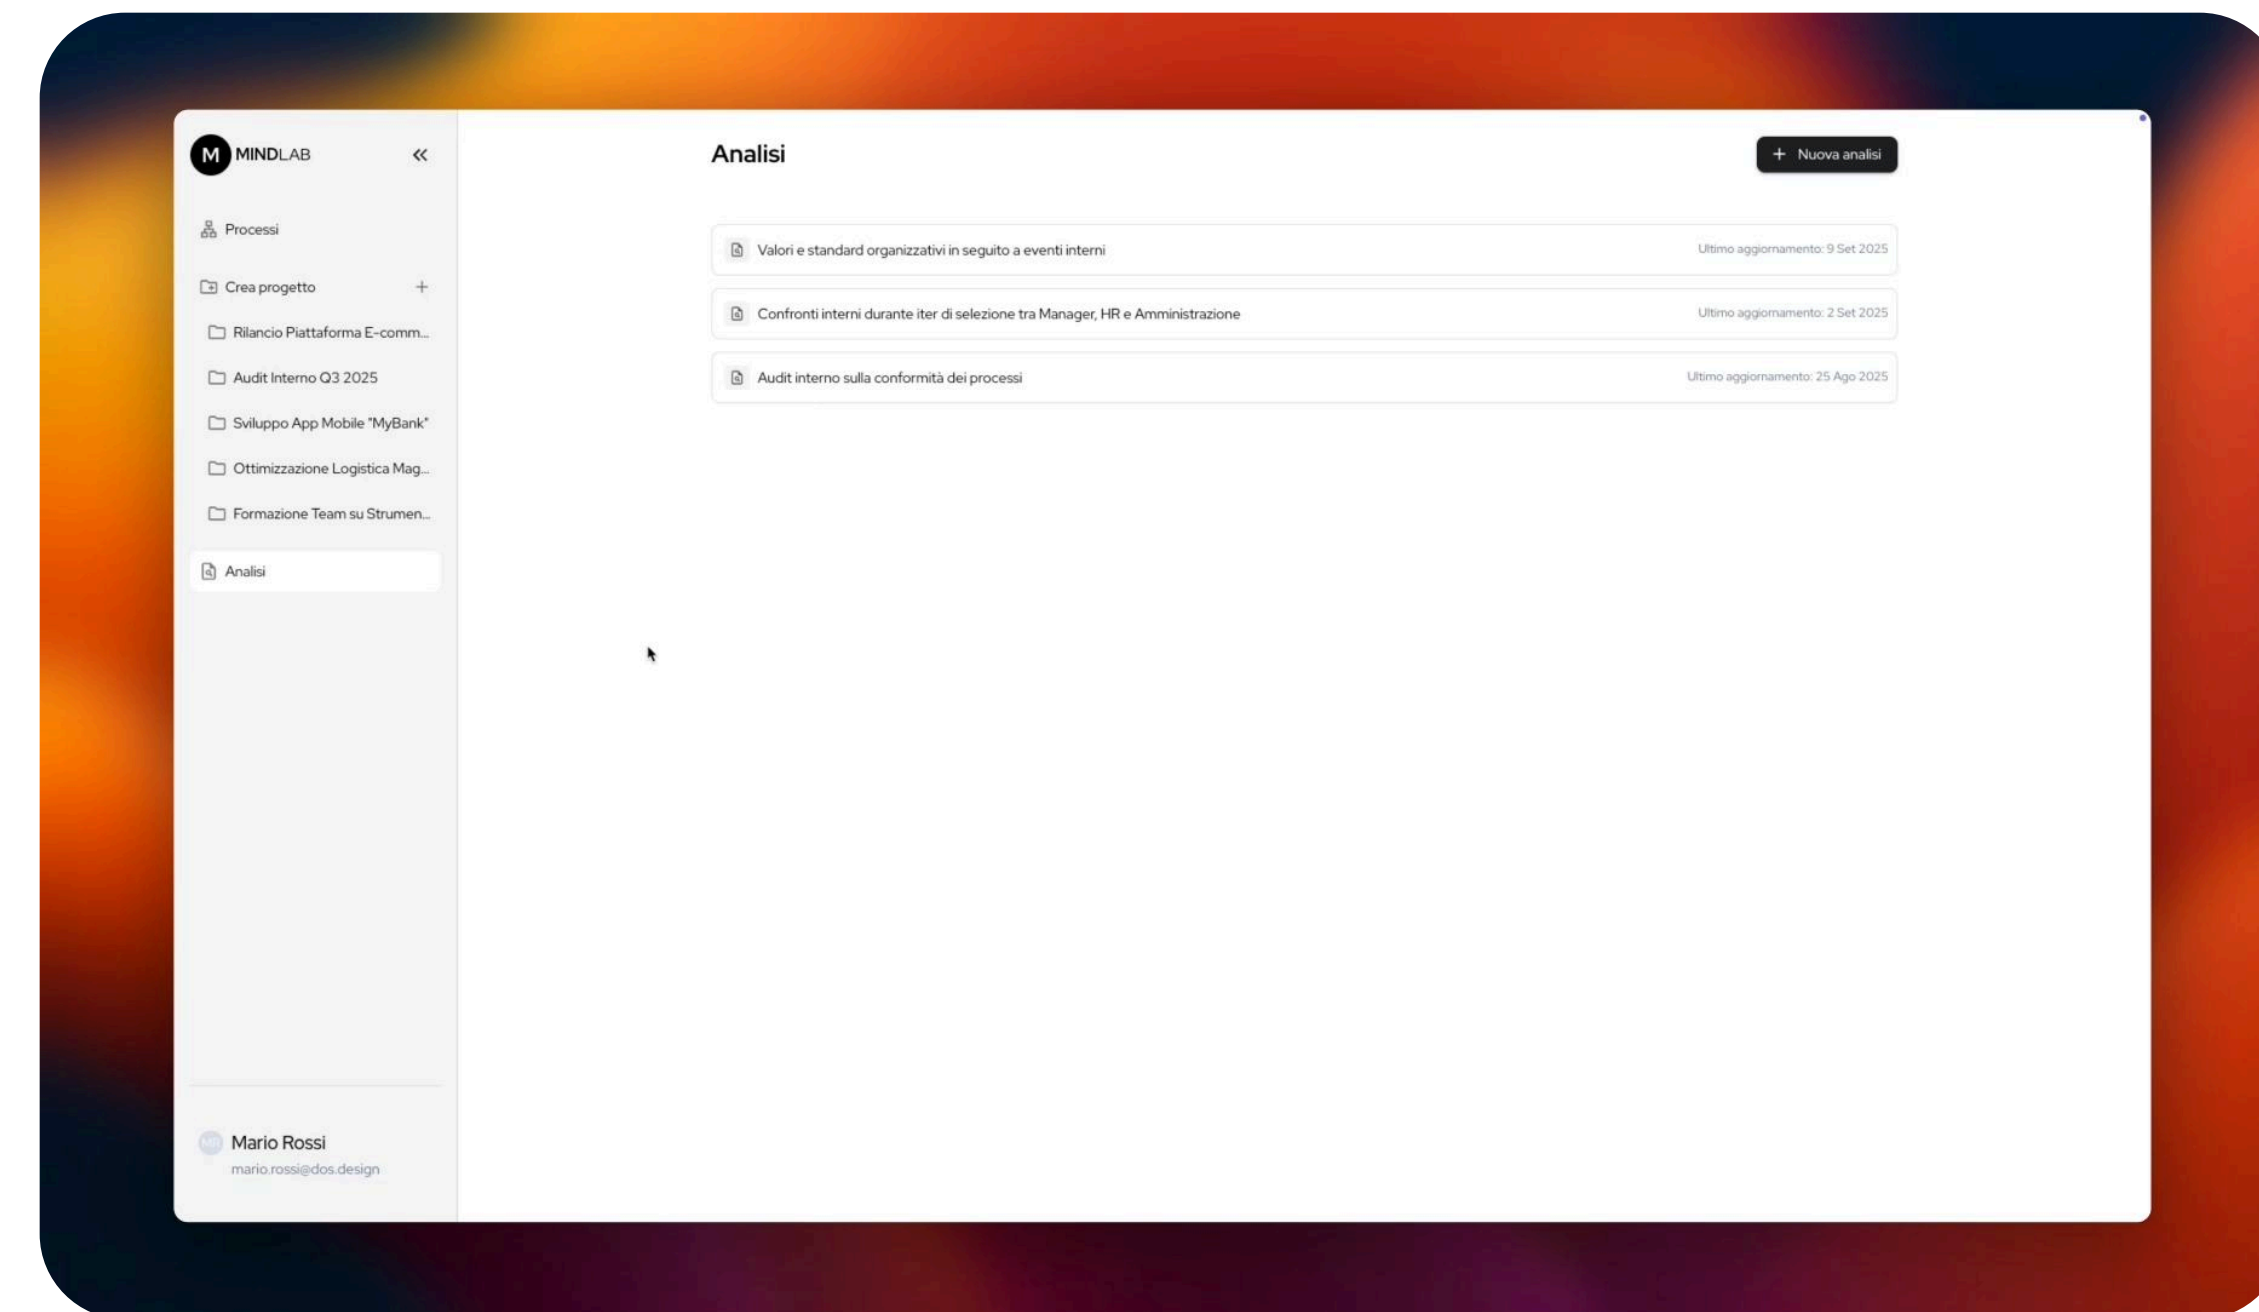 M MINDLAB
Processi
Crea progetto
Rilancio Piattaforma E-comm...
Audit Interno Q3 2025
Sviluppo App Mobile "MyBank"
Ottimizzazione Logistica Mag...
Formazione Team su Strumen...
Analisi
Mario Rossi
mario.rossi@dos.design
Analisi
+ Nuova analisi
Valori e standard organizzativi in seguito a eventi interni
Ultimo aggiornamento: 9 Set 2025
Confronti interni durante iter di selezione tra Manager, HR e Amministrazione
Ultimo aggiornamento: 2 Set 2025
Audit interno sulla conformità dei processi
Ultimo aggiornamento: 25 Ago 2025